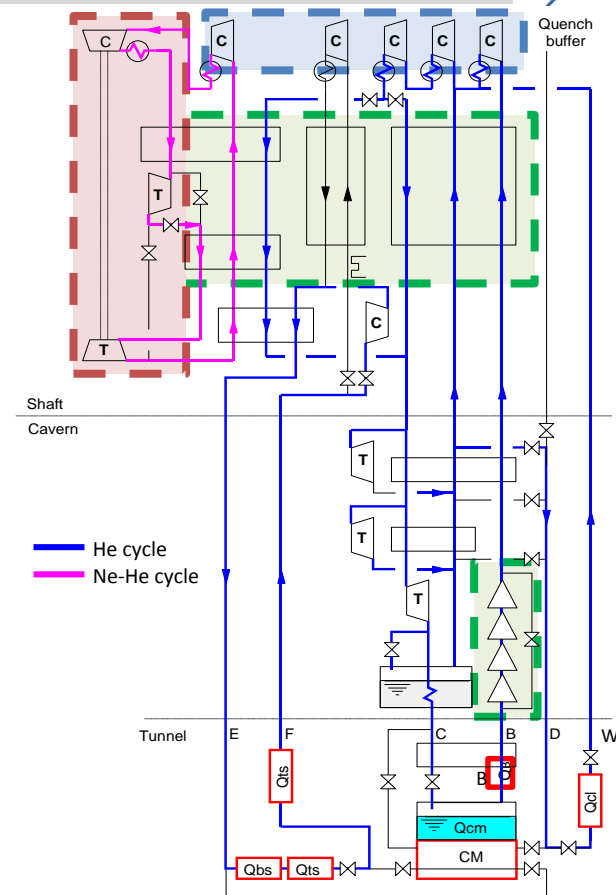 Quench
buffer
C
C
C
C
C
C
T
C
T
Shaft
Cavern
T
He cycle
T
Ne-He cycle
T
Tunnel
E
F
C
B
D
W
Qts
B
Qcl
Qcm
CM
Qbs
Qts